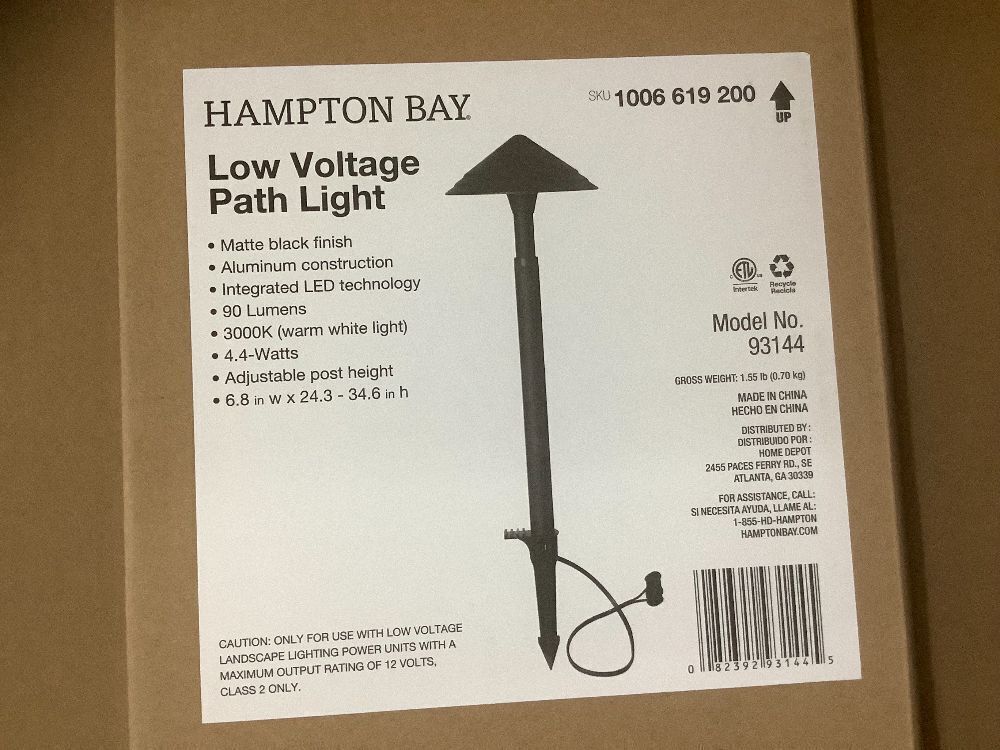 HAMPTON BAY.
SKU 1006 619 200
UP
Low Voltage
Path Light
• Matte black finish
• Aluminum construction
• Integrated LED technology
• 90 Lumens
• 3000K (warm white light)
• 4.4-Watts
• Adjustable post height
• 6.8 in w x 24.3 - 34.6 in h
C ETL US
Intertek
Recycle
Recicla
Model No.
93144
GROSS WEIGHT: 1.55 lb (0.70 kg)
MADE IN CHINA
HECHO EN CHINA
DISTRIBUTED BY:
DISTRIBUIDO POR:
HOME DEPOT
2455 PACES FERRY RD., SE
ATLANTA, GA 30339
FOR ASSISTANCE, CALL:
SI NECESITA AYUDA, LLAME AL:
1-855-HD-HAMPTON
HAMPTONBAY.COM
CAUTION: ONLY FOR USE WITH LOW VOLTAGE
LANDSCAPE LIGHTING POWER UNITS WITH A
MAXIMUM OUTPUT RATING OF 12 VOLTS,
CLASS 2 ONLY.
0 82392 93144 5